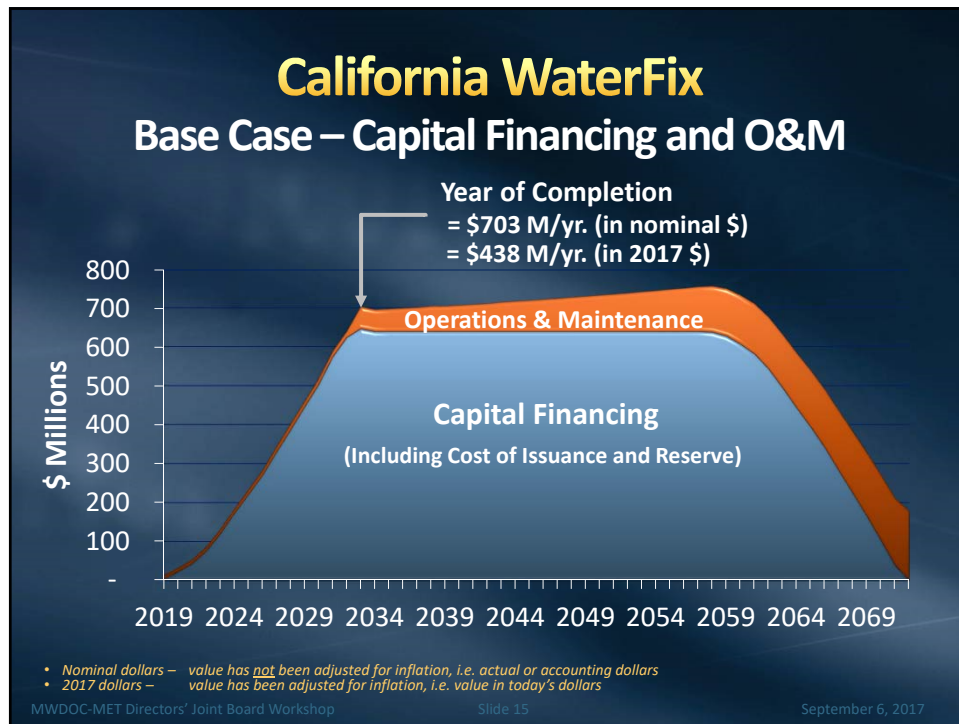 California WaterFix
Base Case – Capital Financing and O&M
Year of Completion
= $703 M/yr. (in nominal $)
= $438 M/yr. (in 2017 $)
800
700
600
500
400
300
200
100
-
$ Millions
Operations & Maintenance
Capital Financing
(Including Cost of Issuance and Reserve)
2019 2024 2029 2034 2039 2044 2049 2054 2059 2064 2069
• Nominal dollars – value has not been adjusted for inflation, i.e. actual or accounting dollars
• 2017 dollars – value has been adjusted for inflation, i.e. value in today's dollars
MWDOC-MET Directors' Joint Board Workshop Slide 15 September 6, 2017